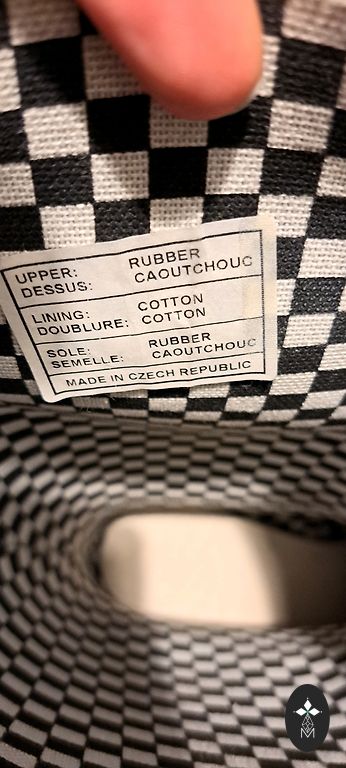 UPPER: RUBBER
DESSUS: CAOUTCHOUC
LINING: COTTON
DOUBLURE: COTTON
SOLE: RUBBER
SEMELLE: CAOUTCHOUC
MADE IN CZECH REPUBLIC
M